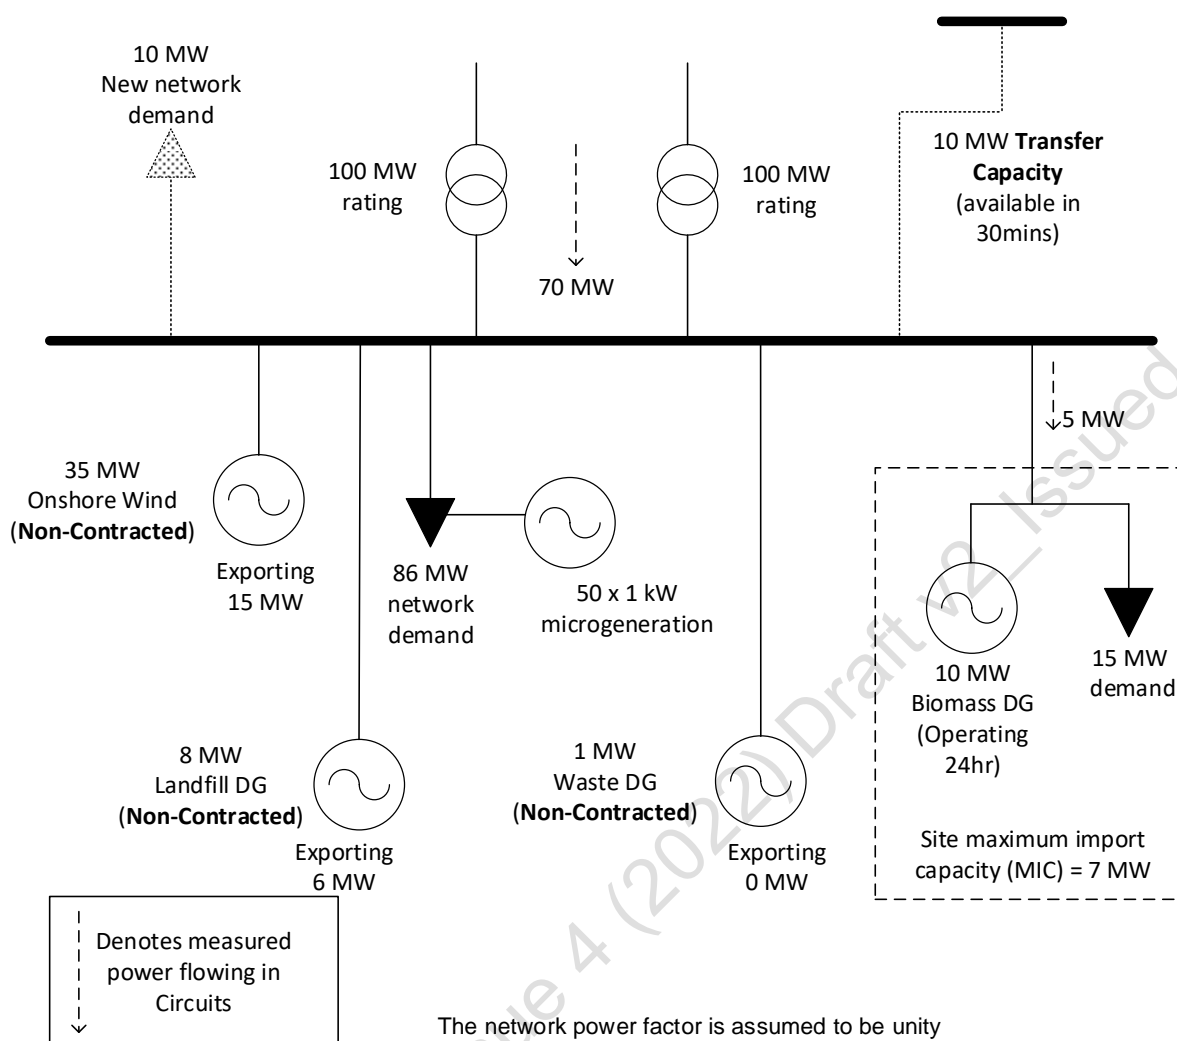 10 MW
New network
demand
100 MW
rating
70 MW
100 MW
rating
10 MW Transfer
Capacity
(available in
30mins)
5 MW
35 MW
Onshore Wind
(Non-Contracted)
Exporting
15 MW
86 MW
network
demand
50 x 1 kW
microgeneration
10 MW
Biomass DG
(Operating
24hr)
15 MW
demand
8 MW
Landfill DG
(Non-Contracted)
Exporting
6 MW
1 MW
Waste DG
(Non-Contracted)
Exporting
0 MW
Site maximum import
capacity (MIC) = 7 MW
Denotes measured
power flowing in
Circuits
The network power factor is assumed to be unity
4 (2022) Draft v2_Issued